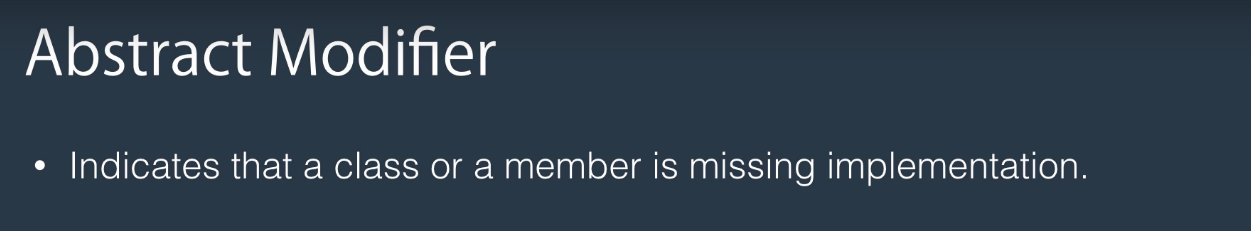 Abstract Modifier
• Indicates that a class or a member is missing implementation.